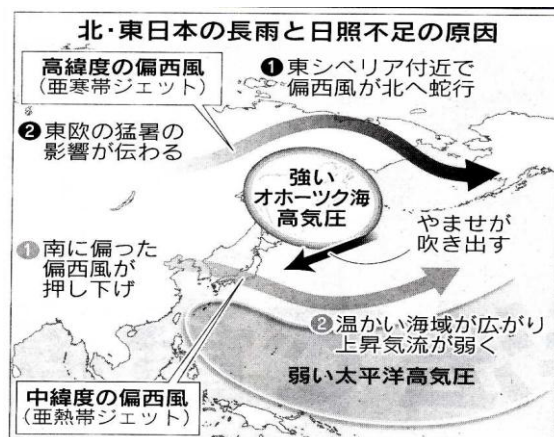 北・東日本の長雨と日照不足の原因
高緯度の偏西風
(亜寒帯ジェット)
❶東シベリア付近で
偏西風が北へ蛇行
❷東欧の猛暑の
影響が伝わる
強い
オホーツク海
高気圧
やませが
吹き出す
①南に偏った
偏西風が
押し下げ
②温かい海域が広がり
上昇気流が弱く
弱い太平洋高気圧
中緯度の偏西風
(亜熱帯ジェット)